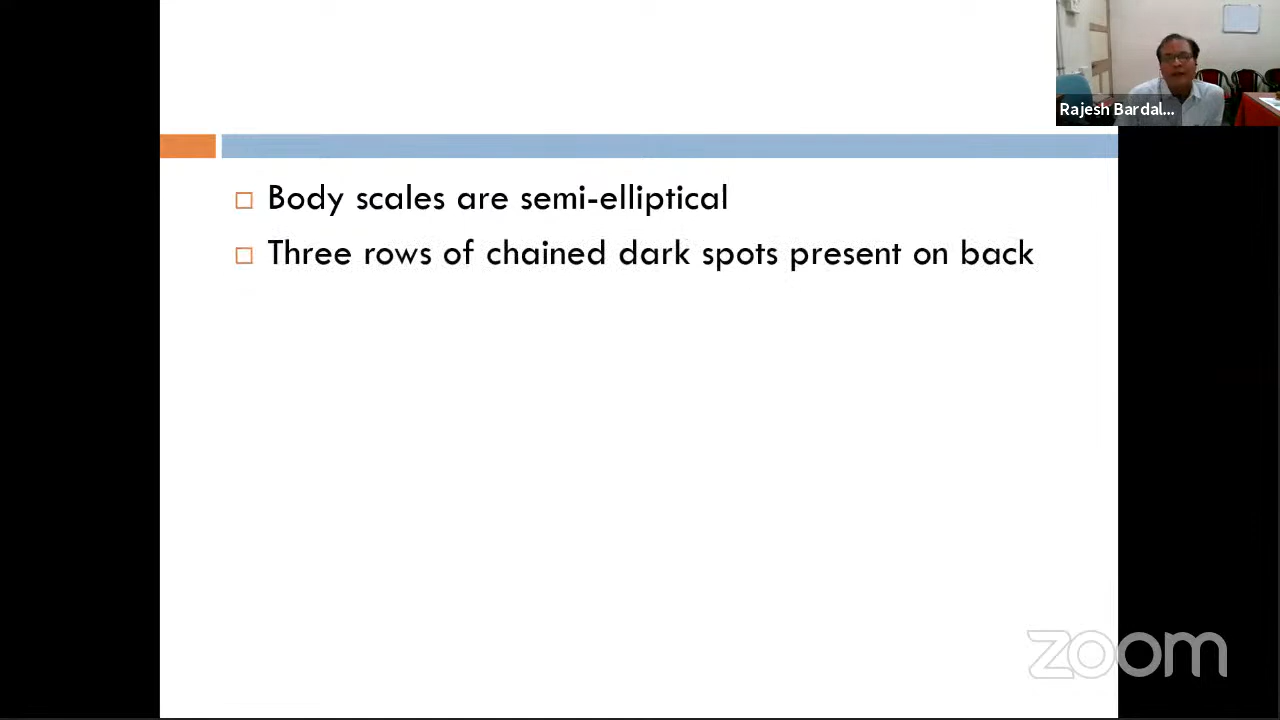 Rajesh Bardal...
Body scales are semi-elliptical
Three rows of chained dark spots present on back
zoom